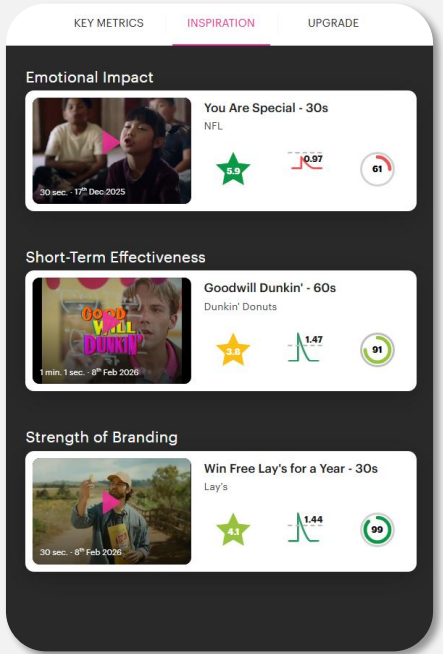 KEY METRICS INSPIRATION UPGRADE
Emotional Impact
You Are Special - 30s
NFL
5.9 0.97 61
30 sec. - 17th Dec 2025
Short-Term Effectiveness
Goodwill Dunkin' - 60s
Dunkin' Donuts
GOOD
WILL
DUNKIN'
3.8 1.47 91
1 min. 1 sec. - 8th Feb 2026
Strength of Branding
Win Free Lay's for a Year - 30s
Lay's
4.1 1.44 99
30 sec. - 8th Feb 2026